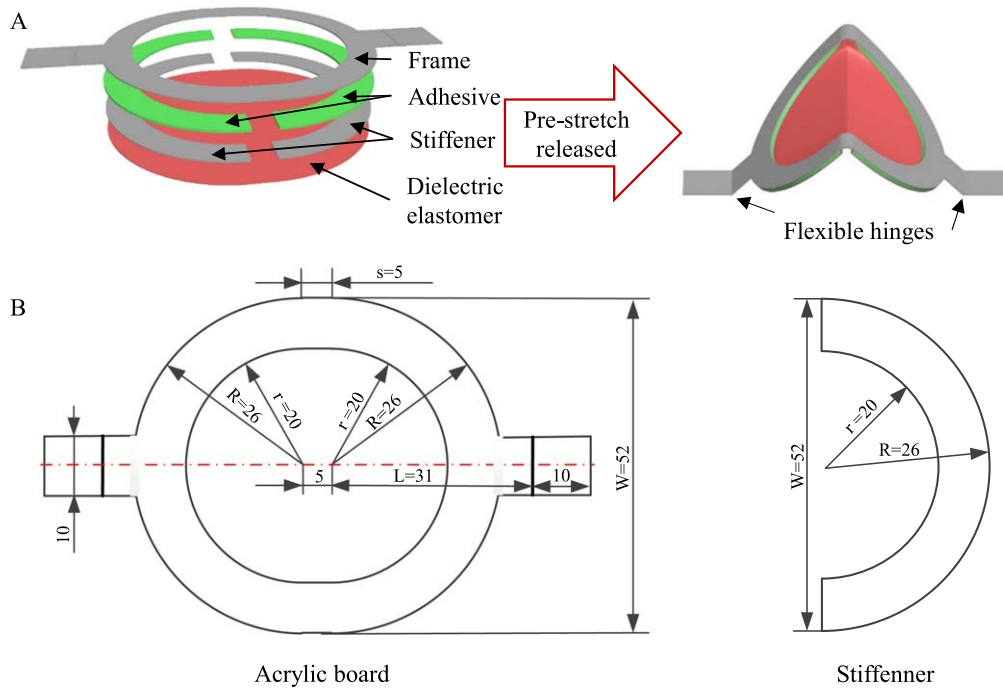 A
Frame
Adhesive
Stiffener
Dielectric
elastomer
Pre-stretch
released
Flexible hinges
B
s=5
R=26
r=20
r=20
R=26
5
L=31
10
10
W=52
W=52
r=20
R=26
Acrylic board
Stiffenner